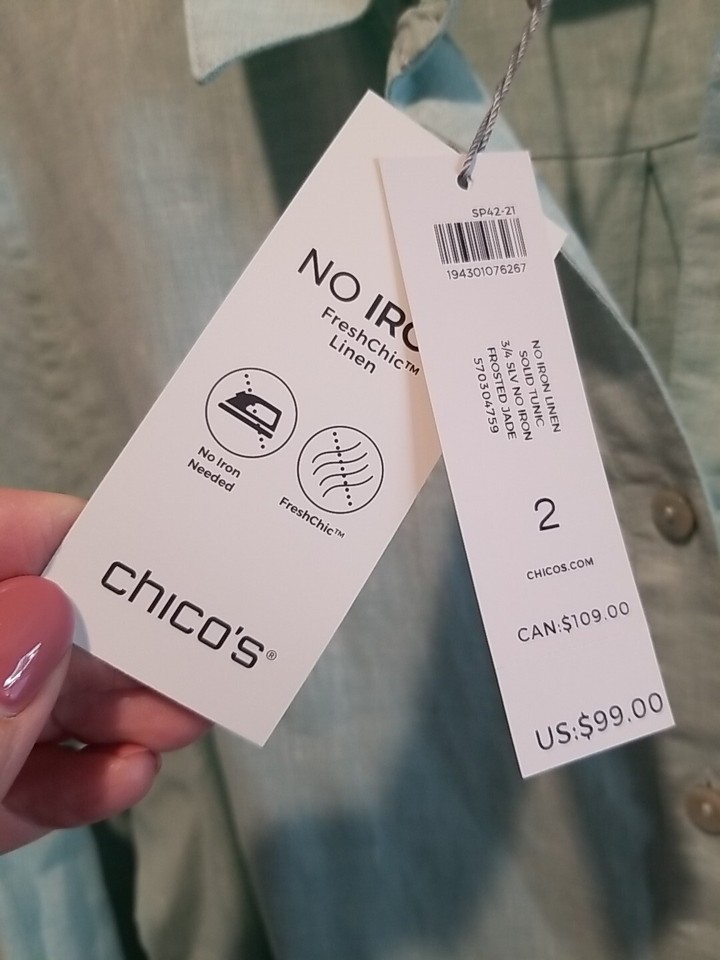 NO IRO
FreshChic™
Linen
No Iron
Needed
FreshChic™
chico's®
SP42-21
194301076267
NO IRON LINEN
SOLID TUNIC
3/4 SLV NO IRON
FROSTED JADE
570304759
2
CHICOS.COM
CAN:$109.00
US:$99.00